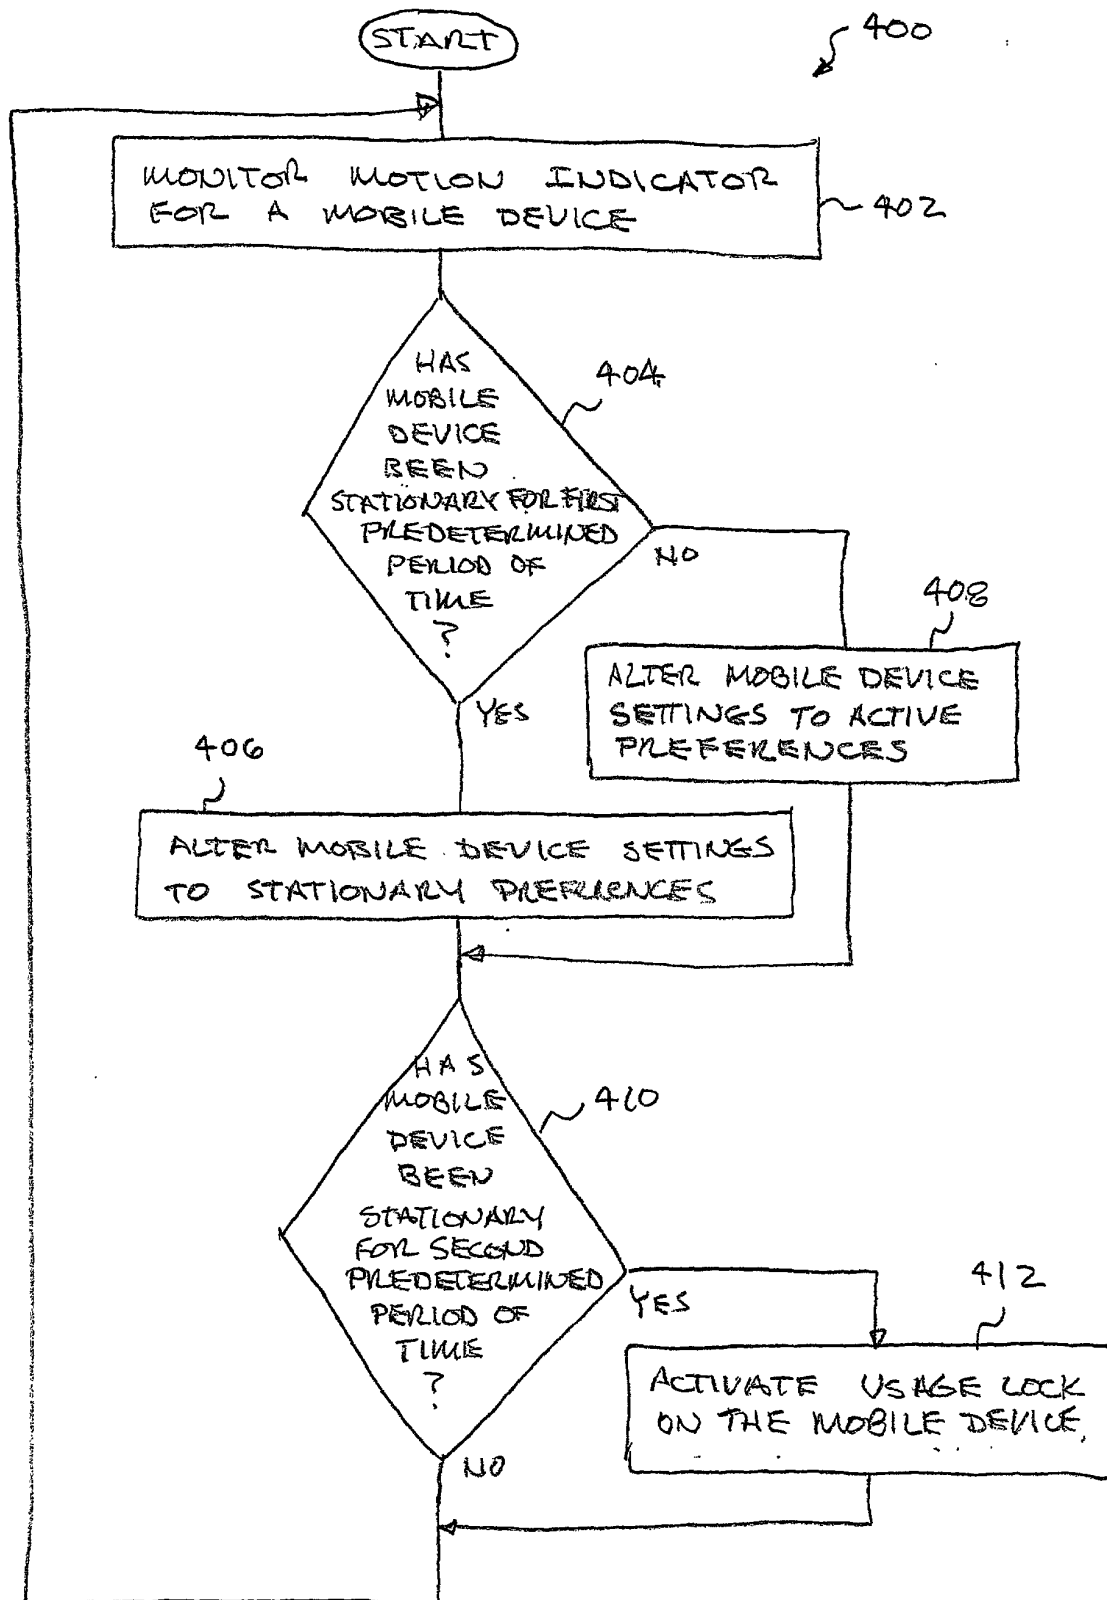 START
400
MONITOR MOTION INDICATOR
FOR A MOBILE DEVICE
402
HAS
MOBILE
DEVICE
BEEN
STATIONARY FOR FIRST
PREDETERMINED
PERIOD OF
TIME
?
404
NO
YES
408
ALTER MOBILE DEVICE
SETTINGS TO ACTIVE
PREFERENCES
406
ALTER MOBILE DEVICE SETTINGS
TO STATIONARY PREFERENCES
HAS
MOBILE
DEVICE
BEEN
STATIONARY
FOR SECOND
PREDETERMINED
PERIOD OF
TIME
?
410
YES
NO
412
ACTIVATE USAGE LOCK
ON THE MOBILE DEVICE.